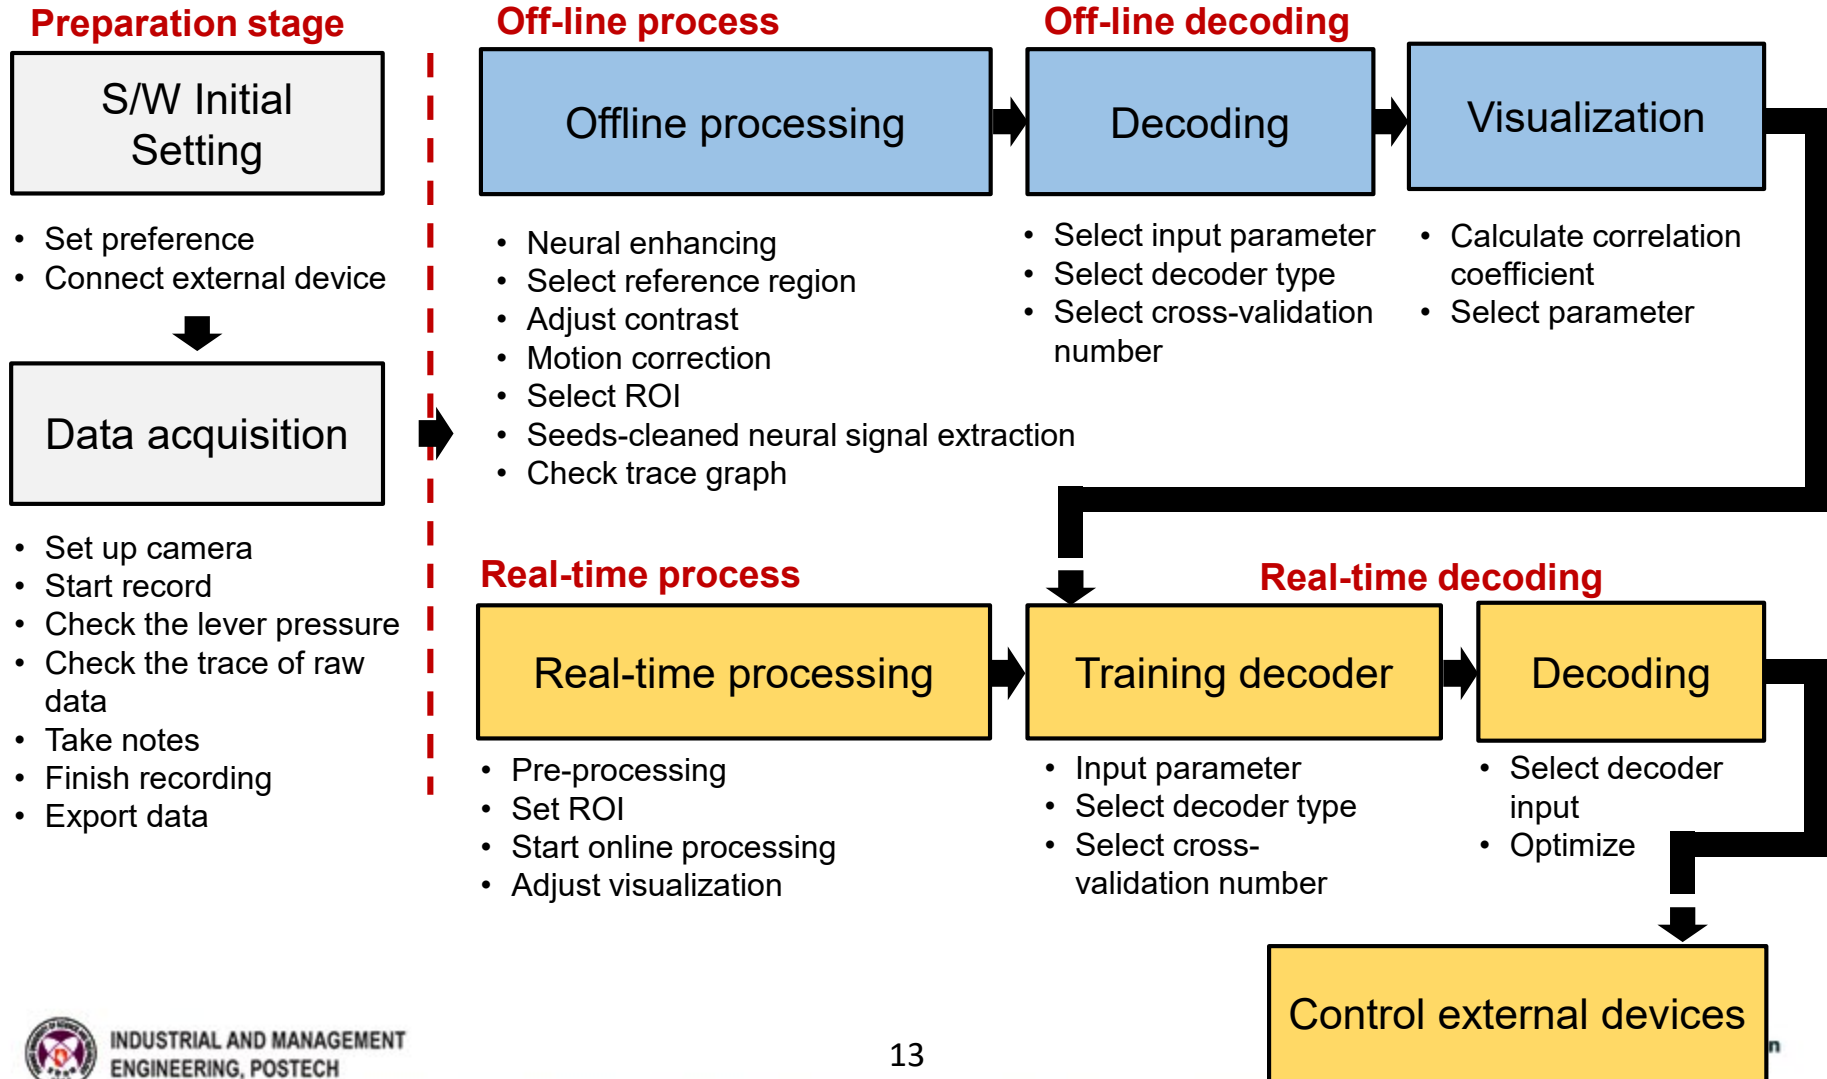 Preparation stage
S/W Initial
Setting
• Set preference
• Connect external device
Data acquisition
• Set up camera
• Start record
• Check the lever pressure
• Check the trace of raw
data
• Take notes
• Finish recording
• Export data
Off-line process
Offline processing
• Neural enhancing
• Select reference region
• Adjust contrast
• Motion correction
• Select ROI
• Seeds-cleaned neural signal extraction
• Check trace graph
Off-line decoding
Decoding
• Select input parameter
• Select decoder type
• Select cross-validation
number
Visualization
• Calculate correlation
coefficient
• Select parameter
Real-time process
Real-time processing
• Pre-processing
• Set ROI
• Start online processing
• Adjust visualization
Real-time decoding
Training decoder
• Input parameter
• Select decoder type
• Select cross-
validation number
Decoding
• Select decoder
input
• Optimize
Control external devices
INDUSTRIAL AND MANAGEMENT
ENGINEERING, POSTECH
13
n